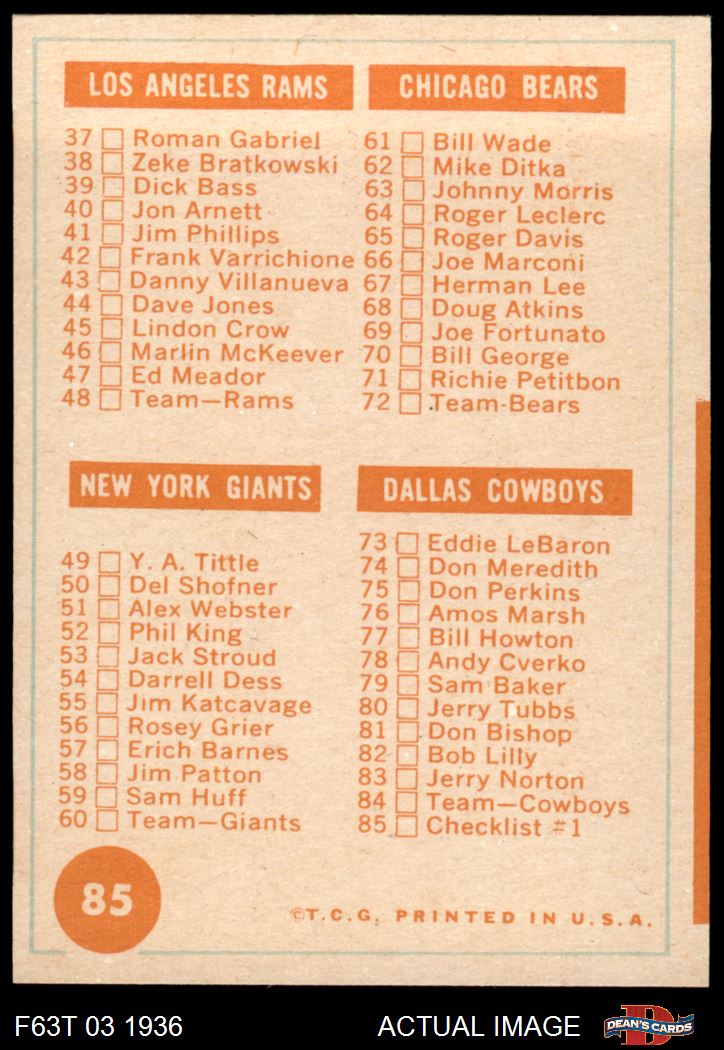 LOS ANGELES RAMS
37 Roman Gabriel
38 Zeke Bratkowski
39 Dick Bass
40 Jon Arnett
41 Jim Phillips
42 Frank Varrichione
43 Danny Villanueva
44 Dave Jones
45 Lindon Crow
46 Marlin McKeever
47 Ed Meador
48 Team—Rams
CHICAGO BEARS
61 Bill Wade
62 Mike Ditka
63 Johnny Morris
64 Roger Leclerc
65 Roger Davis
66 Joe Marconi
67 Herman Lee
68 Doug Atkins
69 Joe Fortunato
70 Bill George
71 Richie Petitbon
72 Team-Bears
NEW YORK GIANTS
49 Y. A. Tittle
50 Del Shofner
51 Alex Webster
52 Phil King
53 Jack Stroud
54 Darrell Dess
55 Jim Katcavage
56 Rosey Grier
57 Erich Barnes
58 Jim Patton
59 Sam Huff
60 Team—Giants
DALLAS COWBOYS
73 Eddie LeBaron
74 Don Meredith
75 Don Perkins
76 Amos Marsh
77 Bill Howton
78 Andy Cverko
79 Sam Baker
80 Jerry Tubbs
81 Don Bishop
82 Bob Lilly
83 Jerry Norton
84 Team—Cowboys
85 Checklist #1
85
©T.C.G. PRINTED IN U.S.A.
F63T 03 1936
ACTUAL IMAGE
DEAN'S CARDS